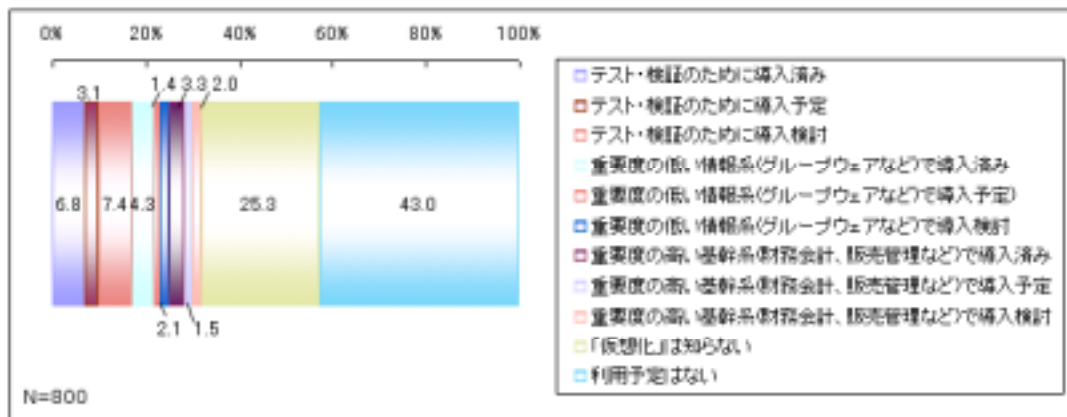 0% 20% 40% 60% 80% 100%
3.1 1.4 3.3 2.0
6.8 7.4 4.3 25.3 43.0
2.1 1.5
N=800
テスト・検証のために導入済み
テスト・検証のために導入予定
テスト・検証のために導入検討
重要度の低い情報系(グループウェアなど)で導入済み
重要度の低い情報系(グループウェアなど)で導入予定)
重要度の低い情報系(グループウェアなど)で導入検討
重要度の高い基幹系(財務会計、販売管理など)で導入済み
重要度の高い基幹系(財務会計、販売管理など)で導入予定
重要度の高い基幹系(財務会計、販売管理など)で導入検討
「仮想化」は知らない
利用予定はない